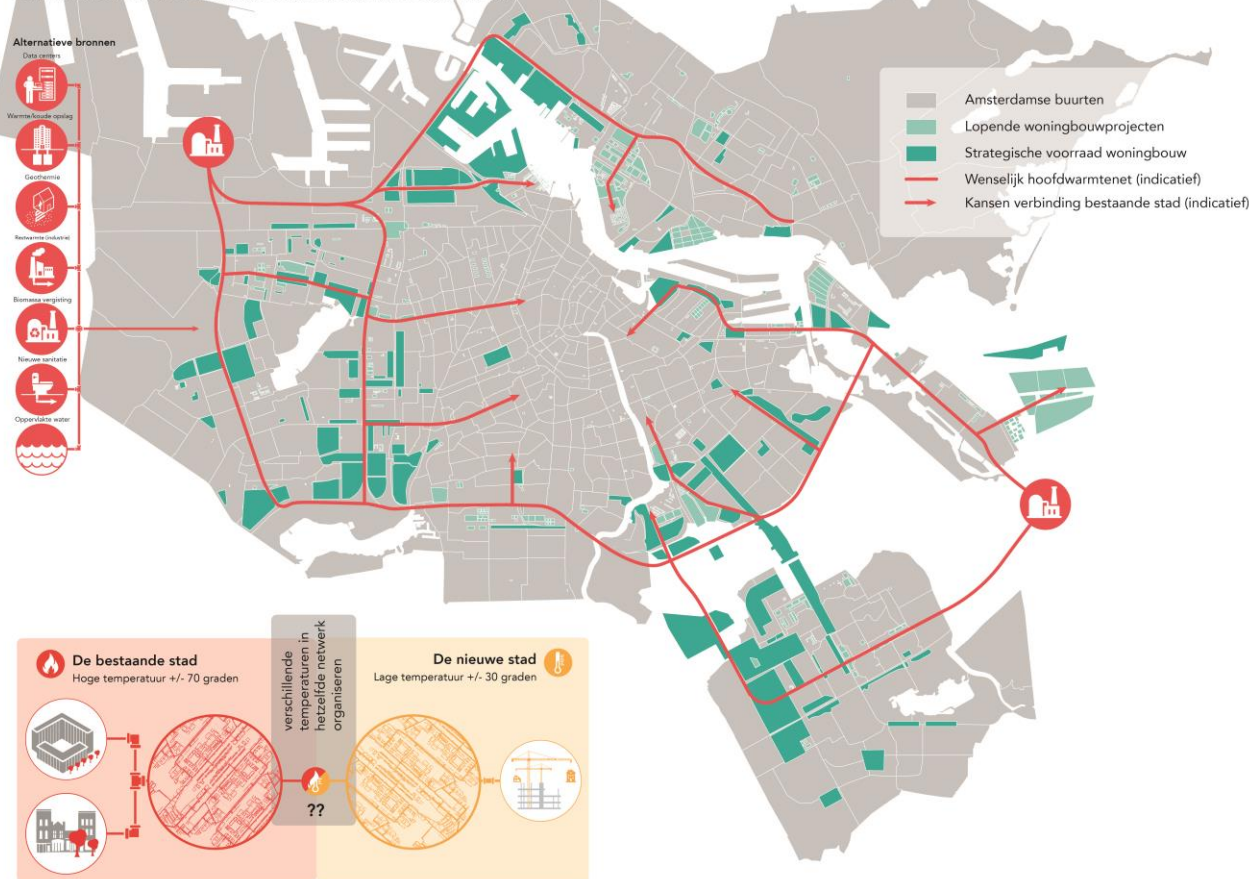 Alternatieve bronnen
Data centers
Warmte/koude opslag
Geothermie
Restwarmte (industrie)
Biomassa vergisting
Nieuwe sanitatie
Oppervlakte water
Amsterdamse buurten
Lopende woningbouwprojecten
Strategische voorraad woningbouw
Wenselijk hoofdwarmtenet (indicatief)
Kansen verbinding bestaande stad (indicatief)
De bestaande stad
Hoge temperatuur +/- 70 graden
verschillende
temperaturen in
hetzelfde netwerk
organiseren
??
De nieuwe stad
Lage temperatuur +/- 30 graden